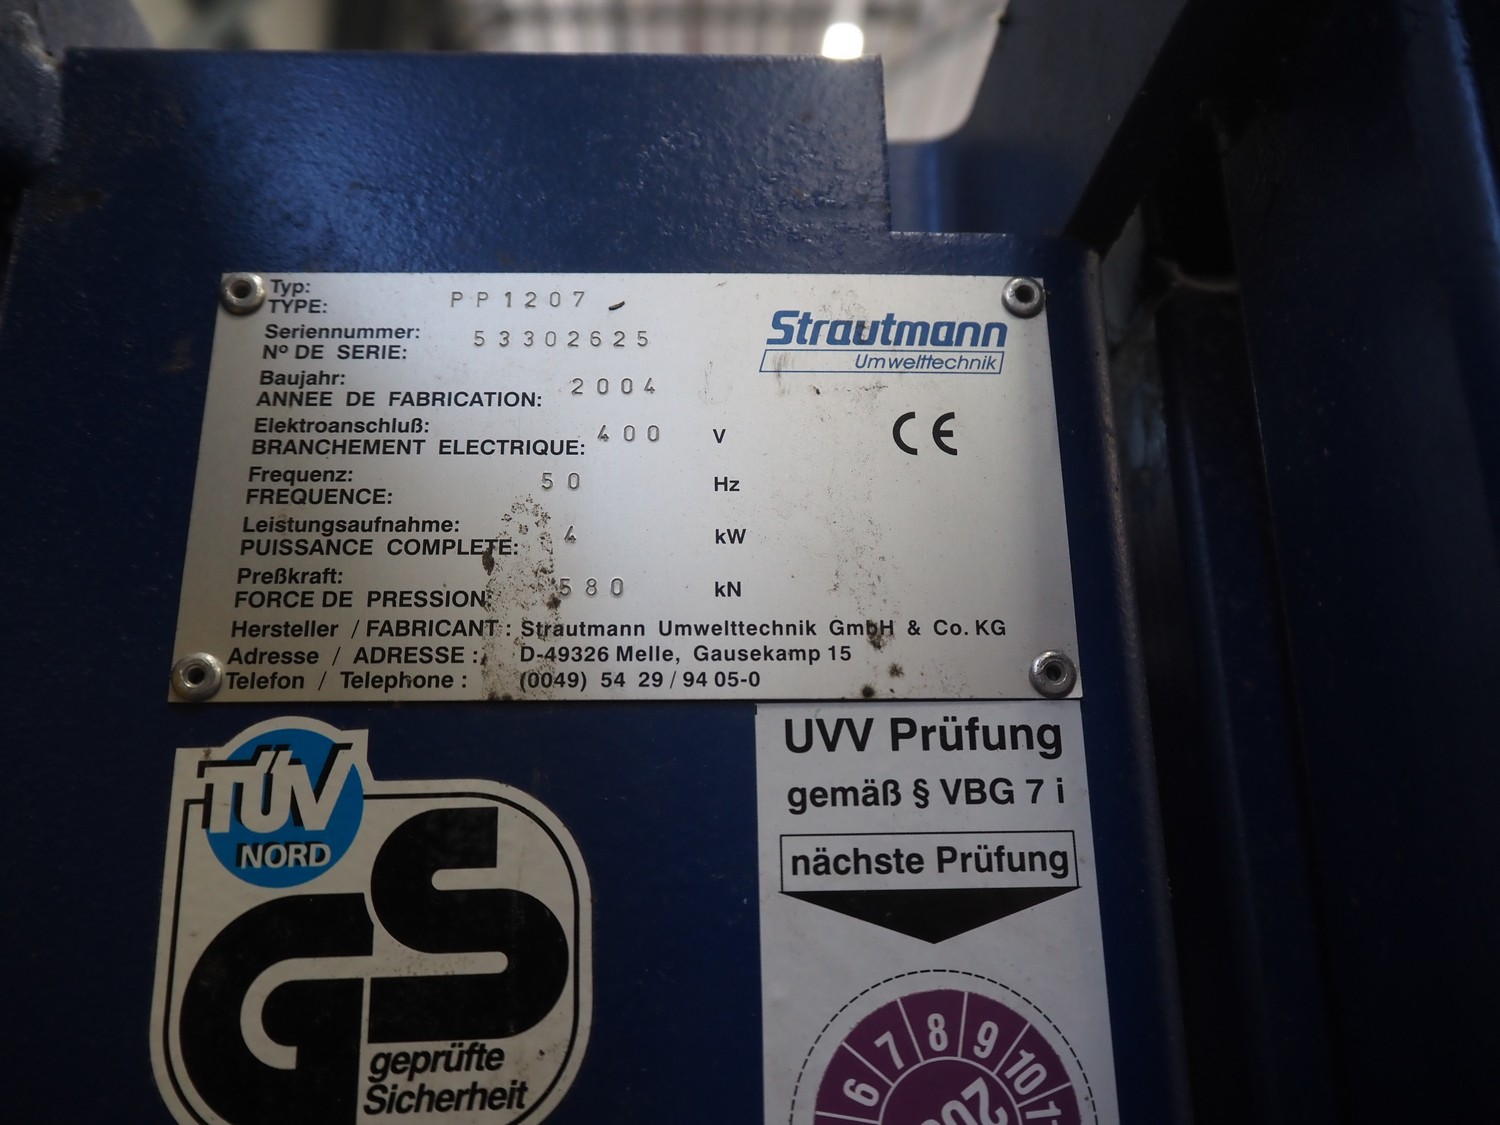 Typ:
TYPE: PP1207
Seriennummer:
Nº DE SERIE: 53302625
Baujahr:
ANNEE DE FABRICATION: 2004
Elektroanschluß:
BRANCHEMENT ELECTRIQUE: 400 V
Frequenz:
FREQUENCE: 50 Hz
Leistungsaufnahme:
PUISSANCE COMPLETE: 4 kW
Preßkraft:
FORCE DE PRESSION: 580 kN
Hersteller / FABRICANT: Strautmann Umwelttechnik GmbH & Co. KG
Adresse / ADRESSE: D-49326 Melle, Gausekamp 15
Telefon / Telephone: (0049) 54 29 / 94 05-0
Strautmann
Umwelttechnik
CE
TÜV
NORD
GS
geprüfte
Sicherheit
UVV Prüfung
gemäß § VBG 7 i
nächste Prüfung
6 7 8 9 10